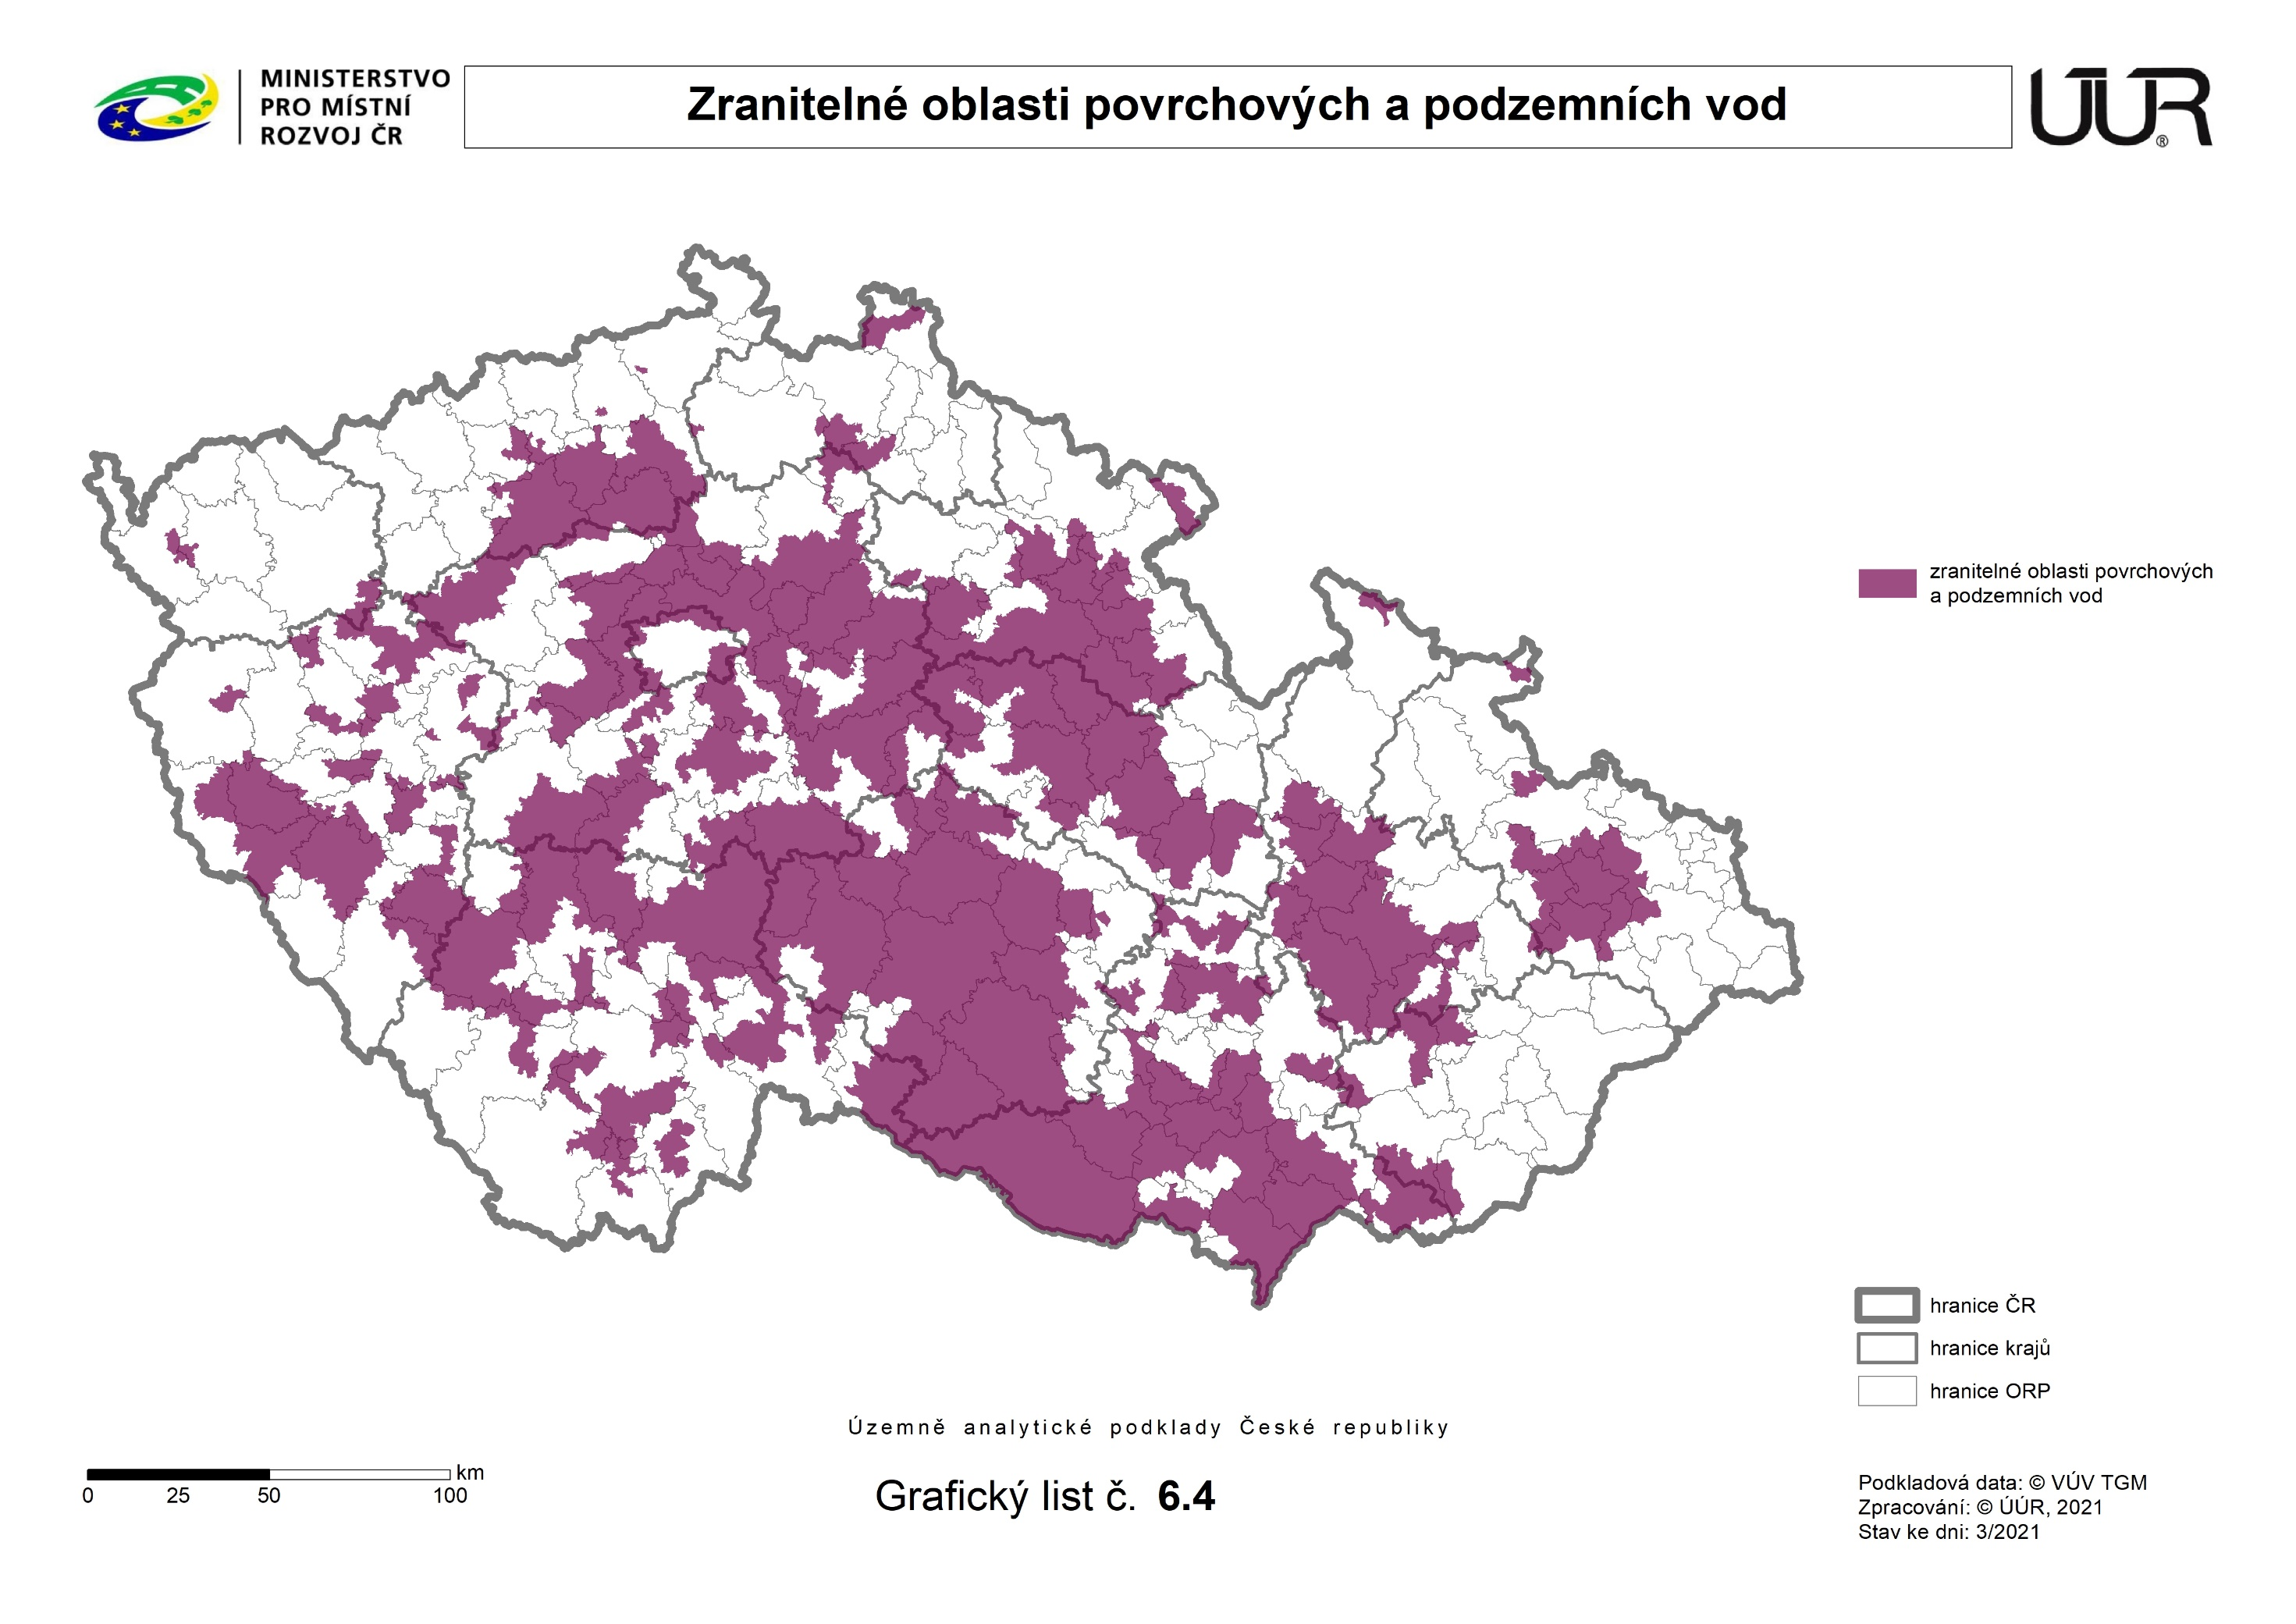 MINISTERSTVO
PRO MÍSTNÍ
ROZVOJ ČR
Zranitelné oblasti povrchových a podzemních vod
ÚÚR®
zranitelné oblasti povrchových
a podzemních vod
hranice ČR
hranice krajů
hranice ORP
Územně analytické podklady České republiky
km
0 25 50 100
Grafický list č. 6.4
Podkladová data: © VÚV TGM
Zpracování: © ÚÚR, 2021
Stav ke dni: 3/2021